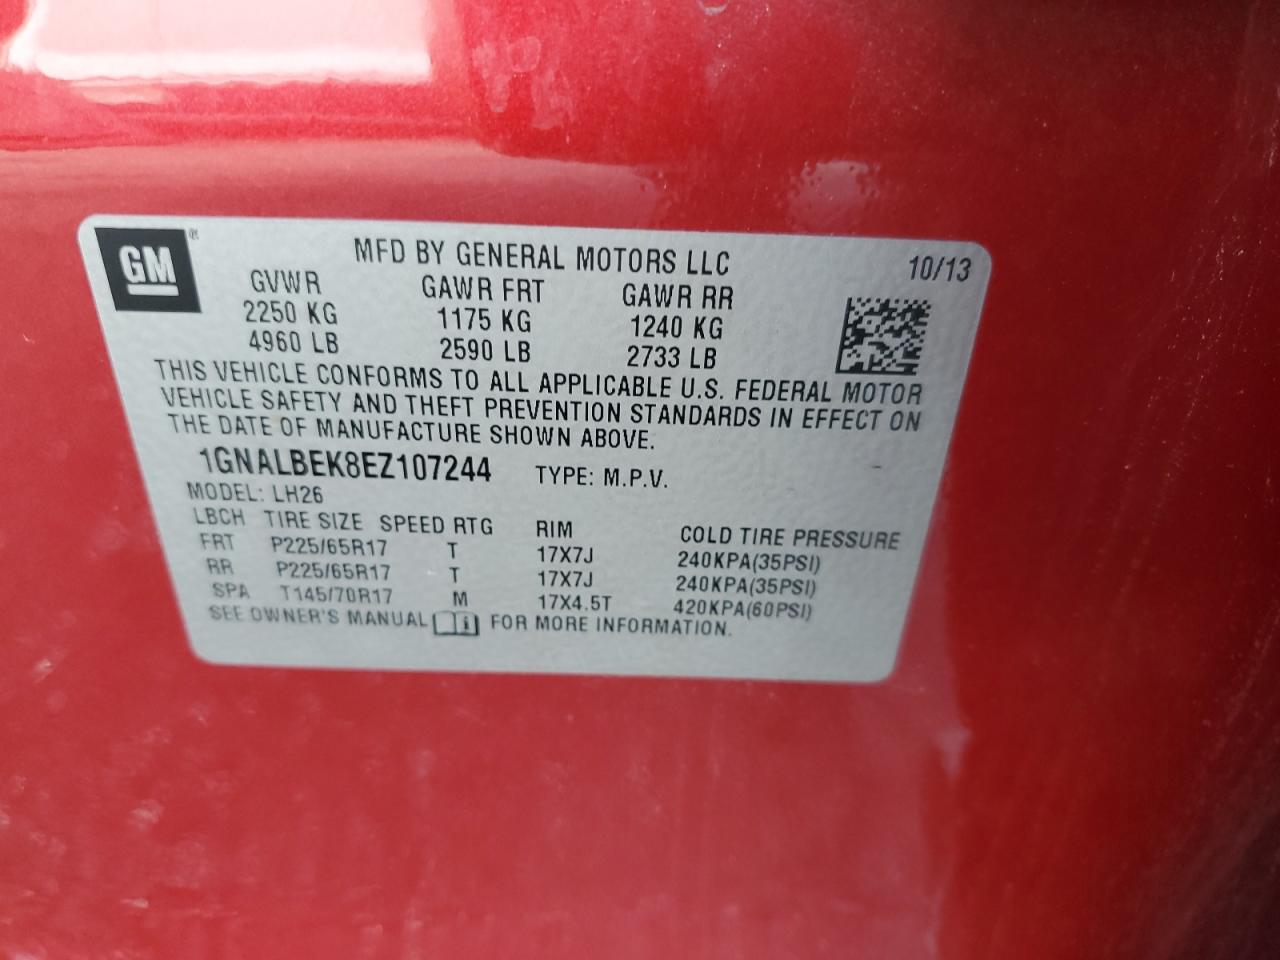 GM®
MFD BY GENERAL MOTORS LLC 10/13
GVWR GAWR FRT GAWR RR
2250 KG 1175 KG 1240 KG
4960 LB 2590 LB 2733 LB
THIS VEHICLE CONFORMS TO ALL APPLICABLE U.S. FEDERAL MOTOR
VEHICLE SAFETY AND THEFT PREVENTION STANDARDS IN EFFECT ON
THE DATE OF MANUFACTURE SHOWN ABOVE.
1GNALBEK8EZ107244 TYPE: M.P.V.
MODEL: LH26
LBCH TIRE SIZE SPEED RTG RIM COLD TIRE PRESSURE
FRT P225/65R17 T 17X7J 240KPA(35PSI)
RR P225/65R17 T 17X7J 240KPA(35PSI)
SPA T145/70R17 M 17X4.5T 420KPA(60PSI)
SEE OWNER'S MANUAL i FOR MORE INFORMATION.